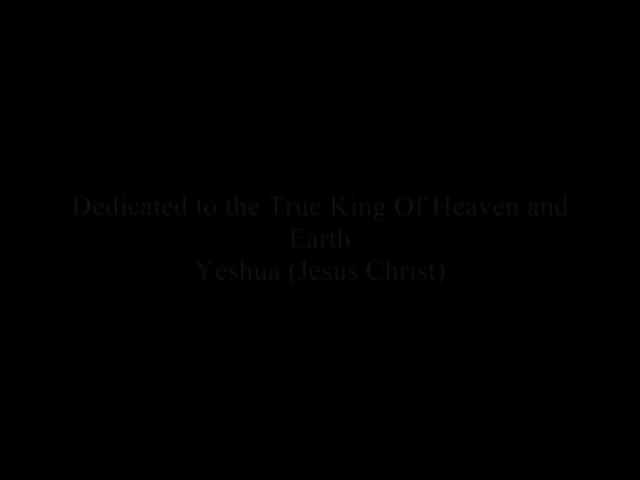 Dedicated to the True King Of Heaven and
Earth
Yeshua (Jesus Christ)